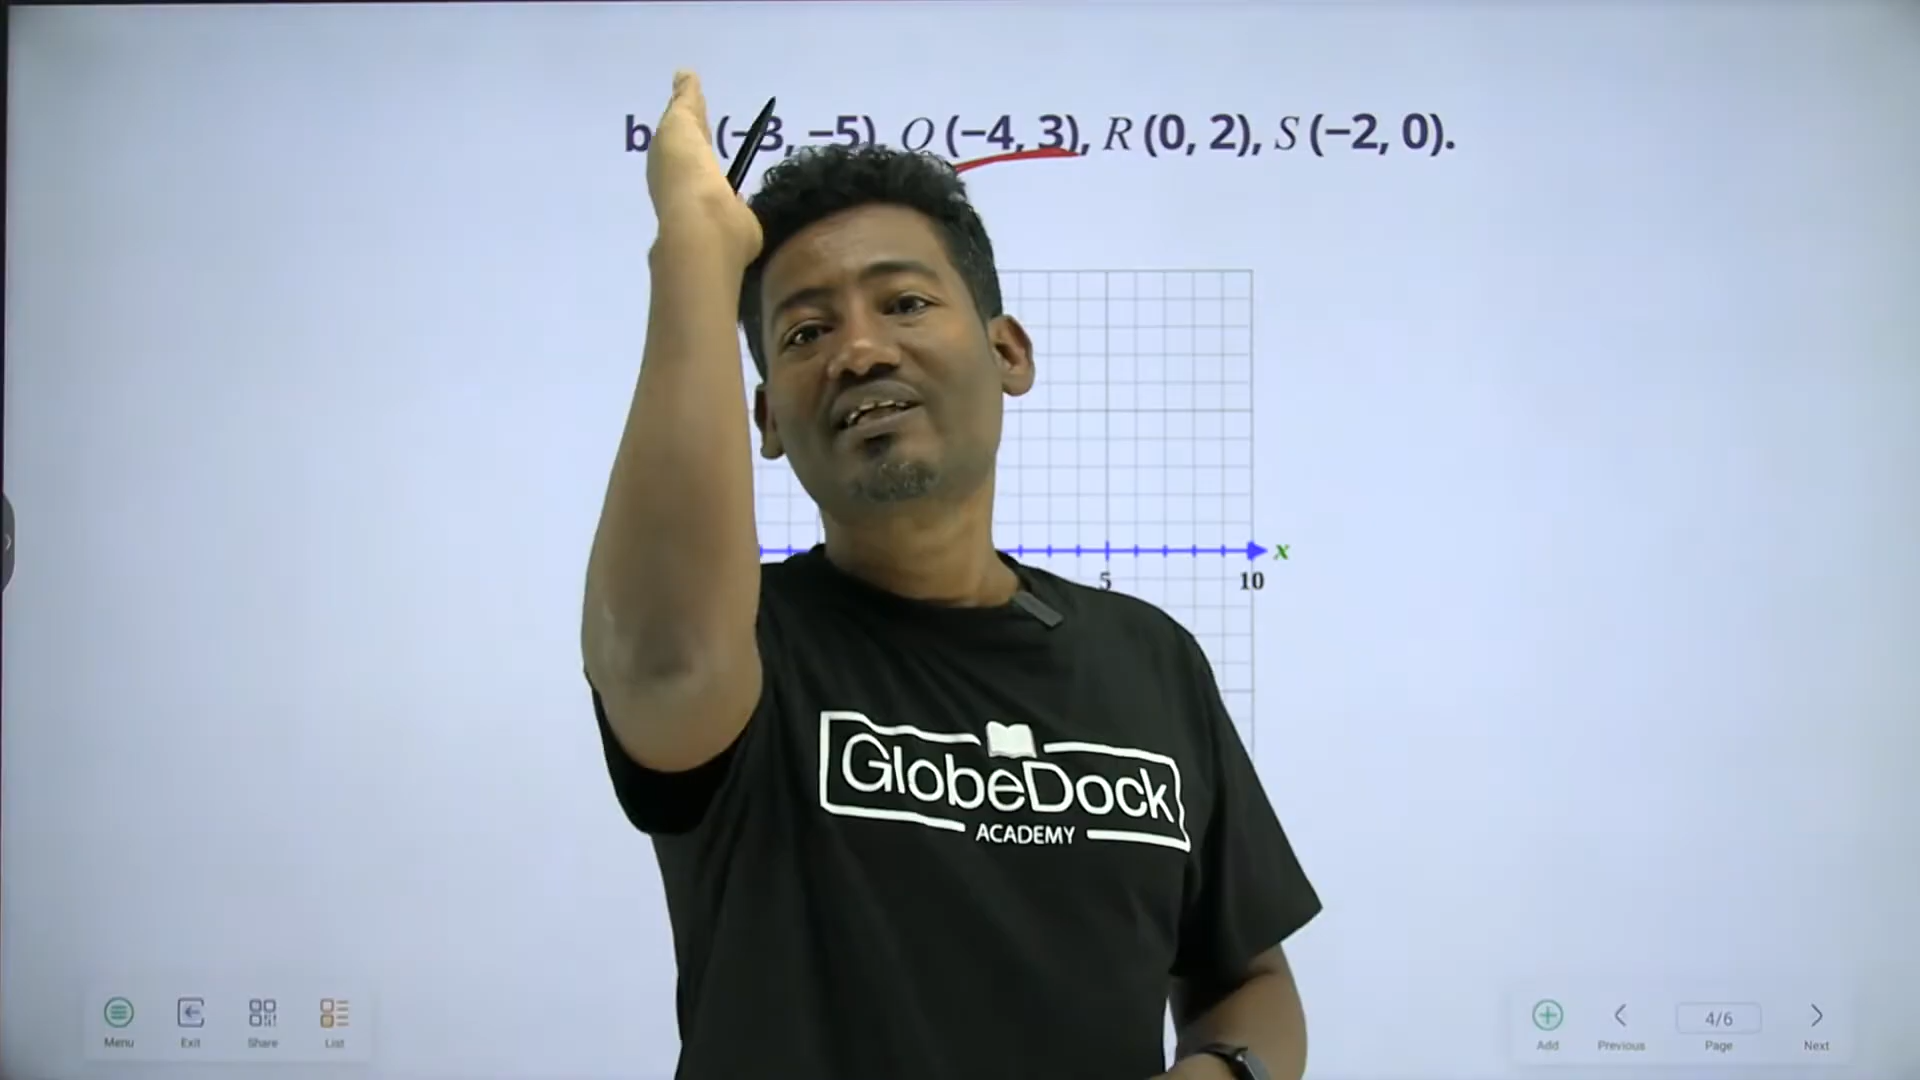 b (−3, −5), Q (−4, 3), R (0, 2), S (−2, 0).
x
5
10
GlobeDock
ACADEMY
Menu Exit Share List
Add Previous 4/6 Page Next